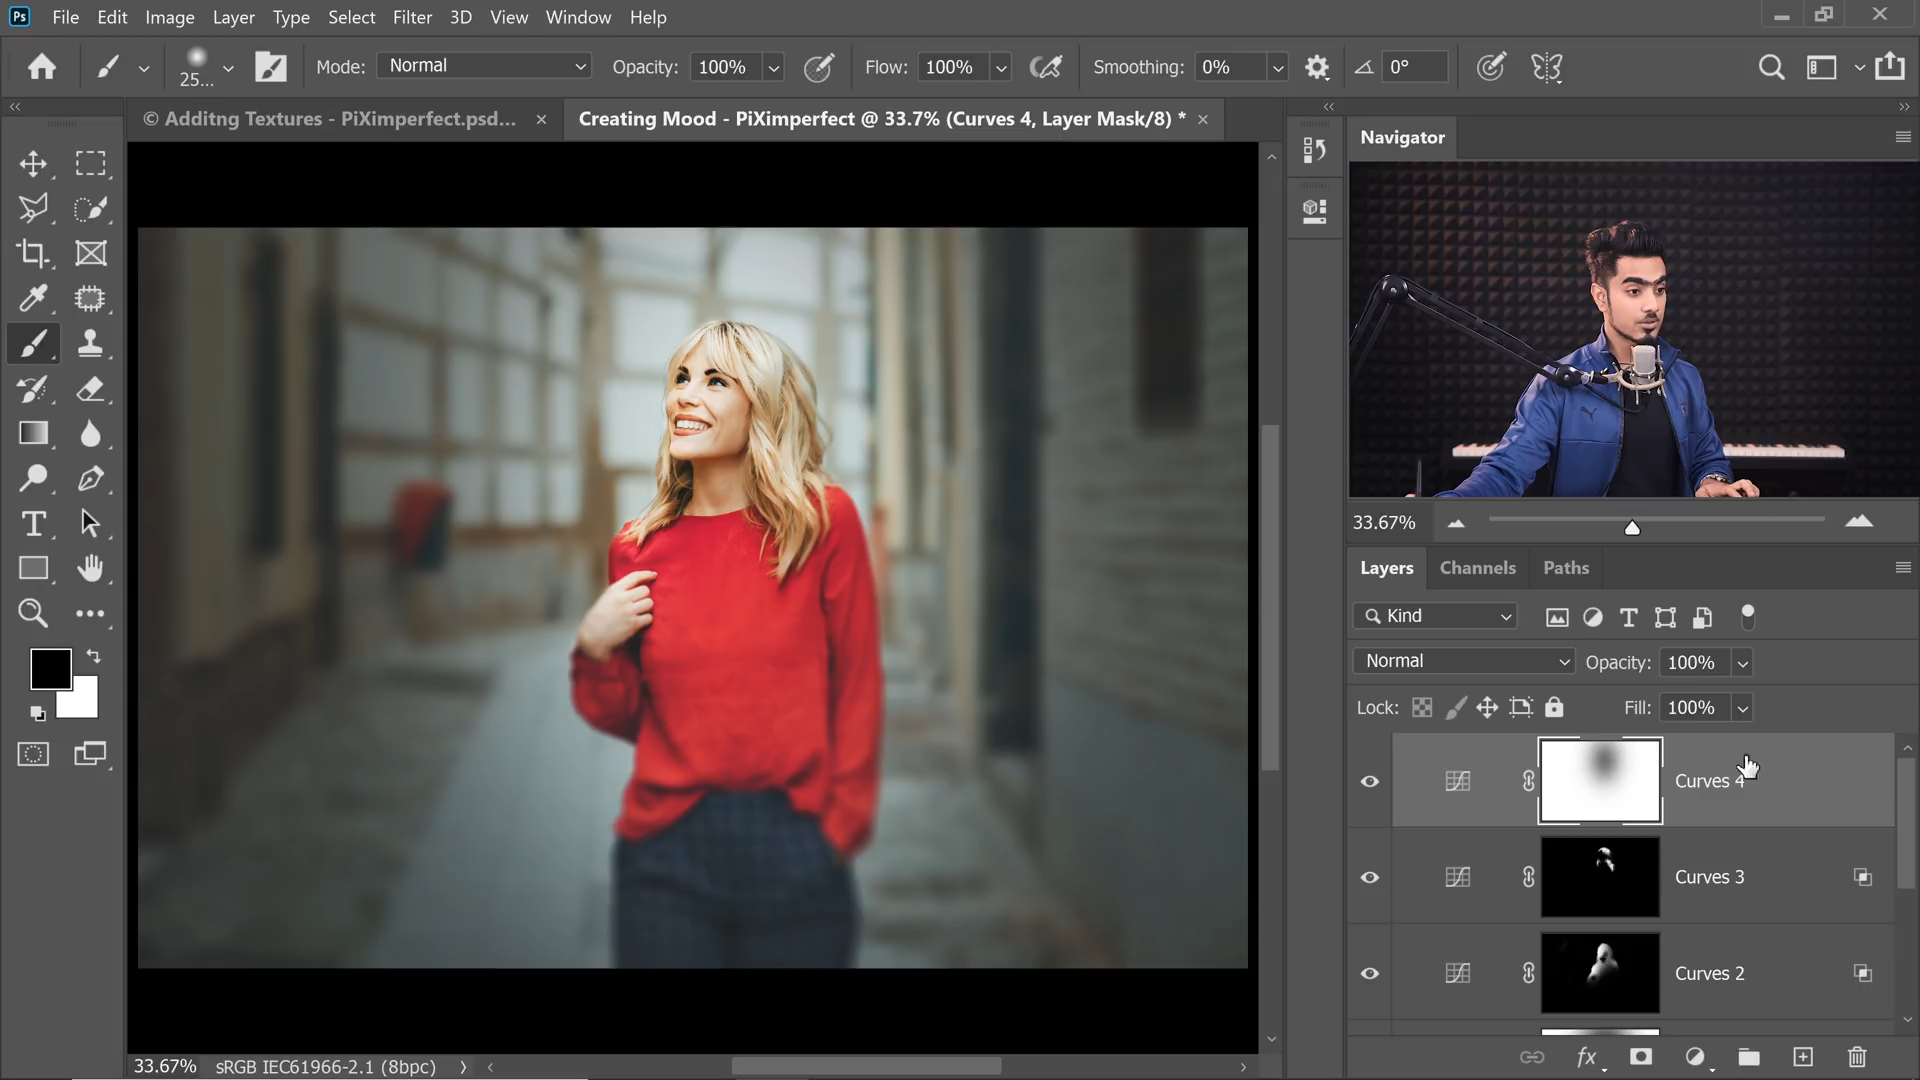 Ps File Edit Image Layer Type Select Filter 3D View Window Help
25... Mode: Normal Opacity: 100% Flow: 100% Smoothing: 0% 0°
© Additng Textures - PiXimperfect.psd... × Creating Mood - PiXimperfect @ 33.7% (Curves 4, Layer Mask/8) * ×
Navigator
33.67%
Layers Channels Paths
Kind
Normal Opacity: 100%
Lock: Fill: 100%
Curves 4
Curves 3
Curves 2
33.67% sRGB IEC61966-2.1 (8bpc)